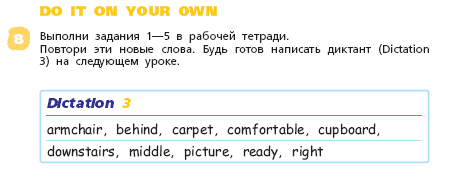 DO IT ON YOUR OWN
8
Выполни задания 1—5 в рабочей тетради.
Повтори эти новые слова. Будь готов написать диктант (Dictation
3) на следующем уроке.
Dictation 3
armchair, behind, carpet, comfortable, cupboard,
downstairs, middle, picture, ready, right